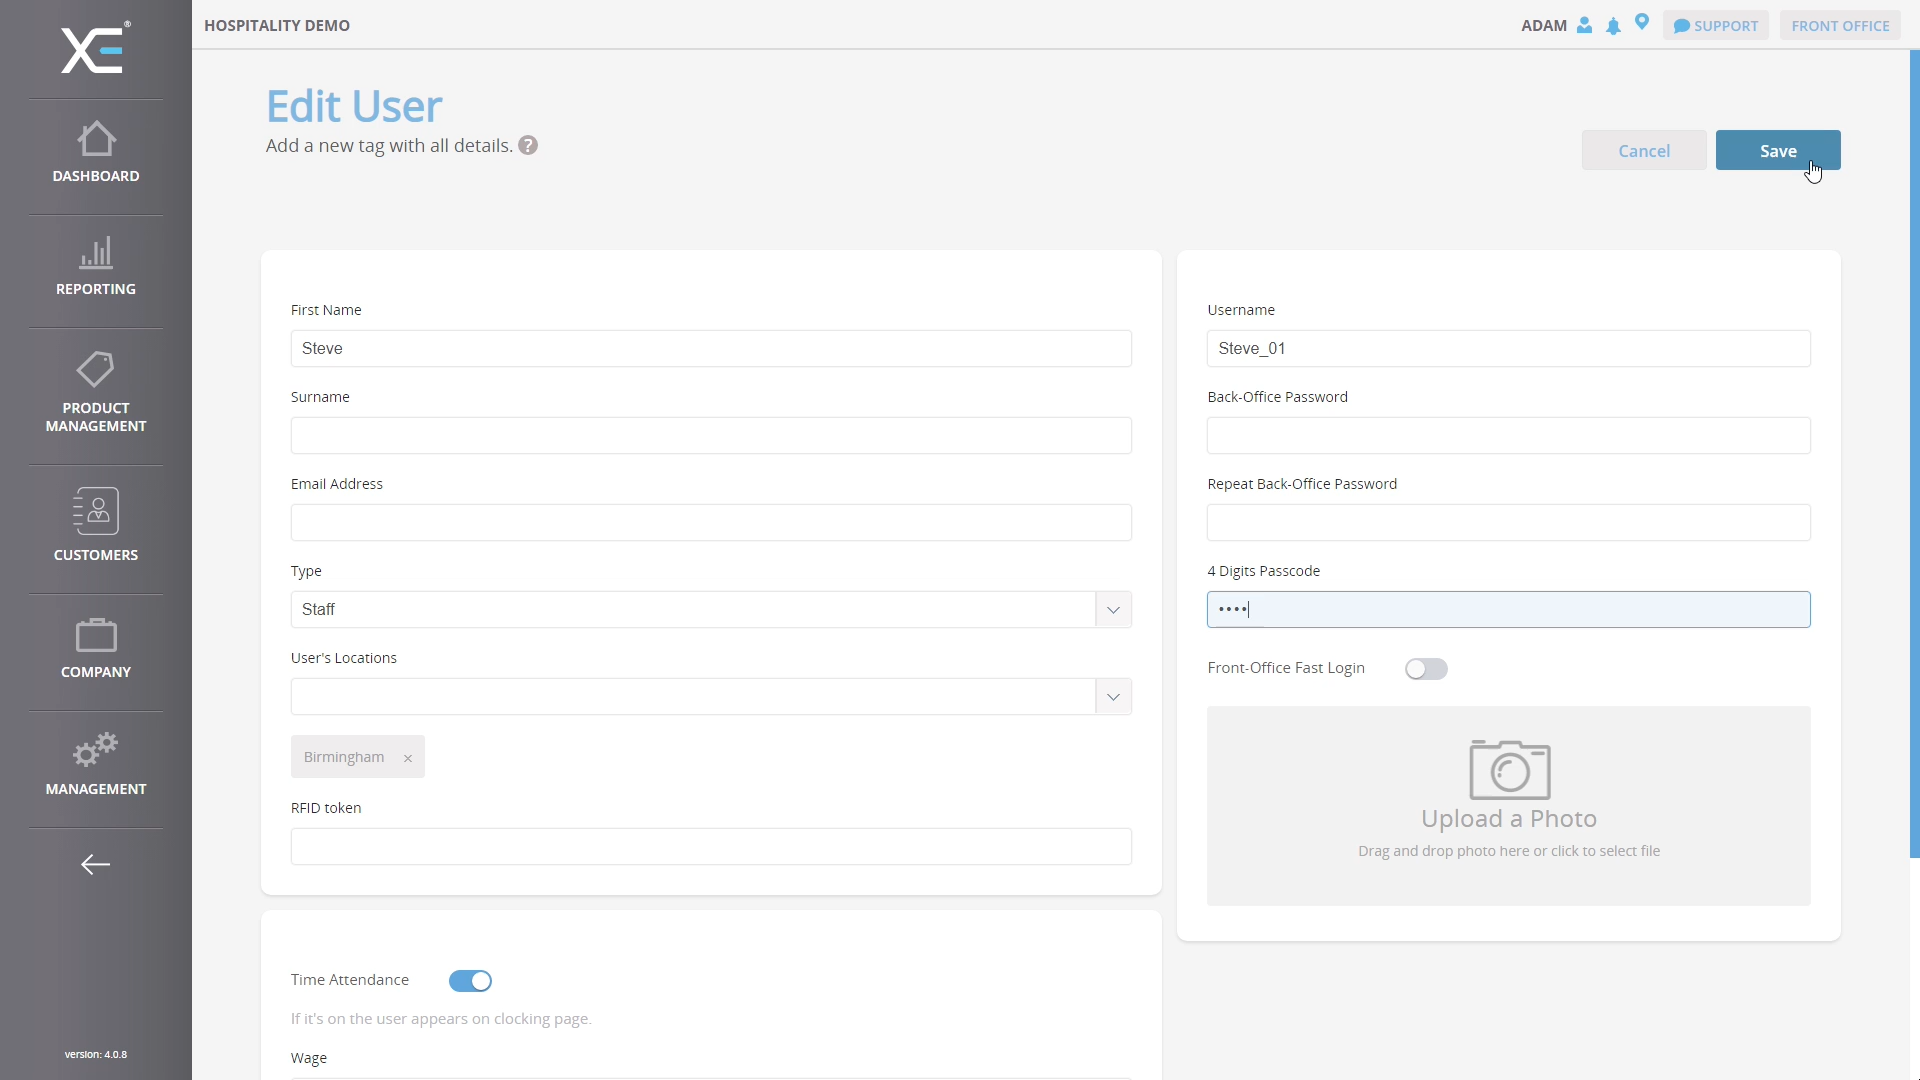 XE®
HOSPITALITY DEMO
ADAM
SUPPORT
FRONT OFFICE
DASHBOARD
REPORTING
PRODUCT
MANAGEMENT
CUSTOMERS
COMPANY
MANAGEMENT
version: 4.0.8
Edit User
Add a new tag with all details. ?
Cancel
Save
First Name
Steve
Surname
Email Address
Type
Staff
User's Locations
Birmingham ×
RFID token
Time Attendance
If it's on the user appears on clocking page.
Wage
Username
Steve_01
Back-Office Password
Repeat Back-Office Password
4 Digits Passcode
••••
Front-Office Fast Login
Upload a Photo
Drag and drop photo here or click to select file